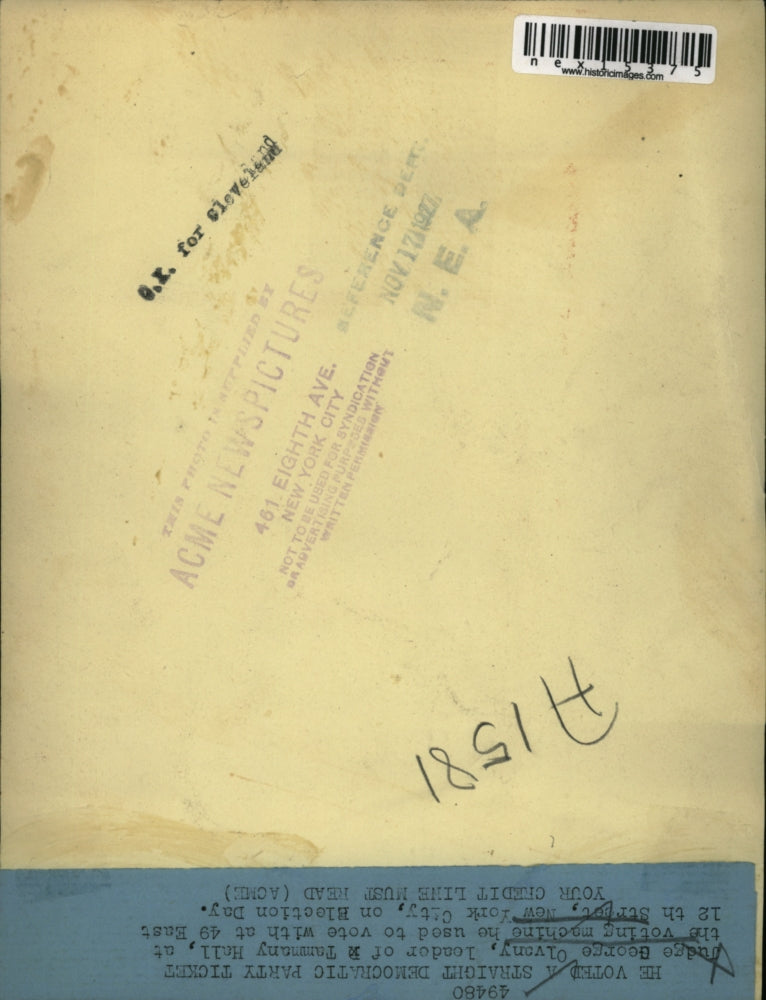 nex15375
www.historicimages.com
O.K. for Cleveland
REFERENCE DEPT.
NOV 17 1927
N. E. A.
THIS PHOTO IS SUPPLIED BY
ACME NEWSPICTURES
461 EIGHTH AVE.
NEW YORK CITY
NOT TO BE USED FOR SYNDICATION
OR ADVERTISING PURPOSES WITHOUT
WRITTEN PERMISSION
A1581
49480
HE VOTED A STRAIGHT DEMOCRATIC PARTY TICKET
Judge George Olvany, leader of Tammany Hall, at
the voting machine he used to vote with at 49 East
12 th Street, New York City, on Election Day.
YOUR CREDIT LINE MUST READ (ACME)